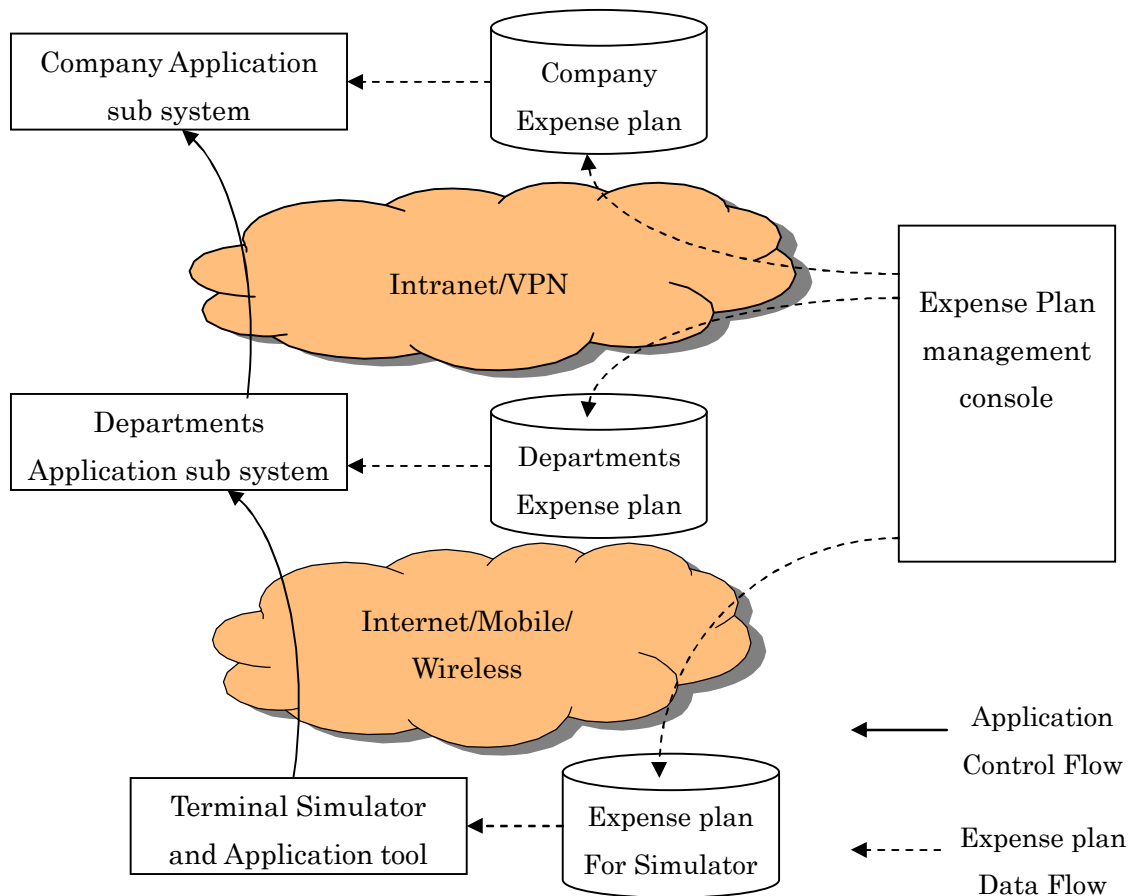 Company Application
sub system
Company
Expense plan
Intranet/VPN
Expense Plan
management
console
Departments
Application sub system
Departments
Expense plan
Internet/Mobile/
Wireless
Application
Control Flow
Terminal Simulator
and Application tool
Expense plan
For Simulator
Expense plan
Data Flow